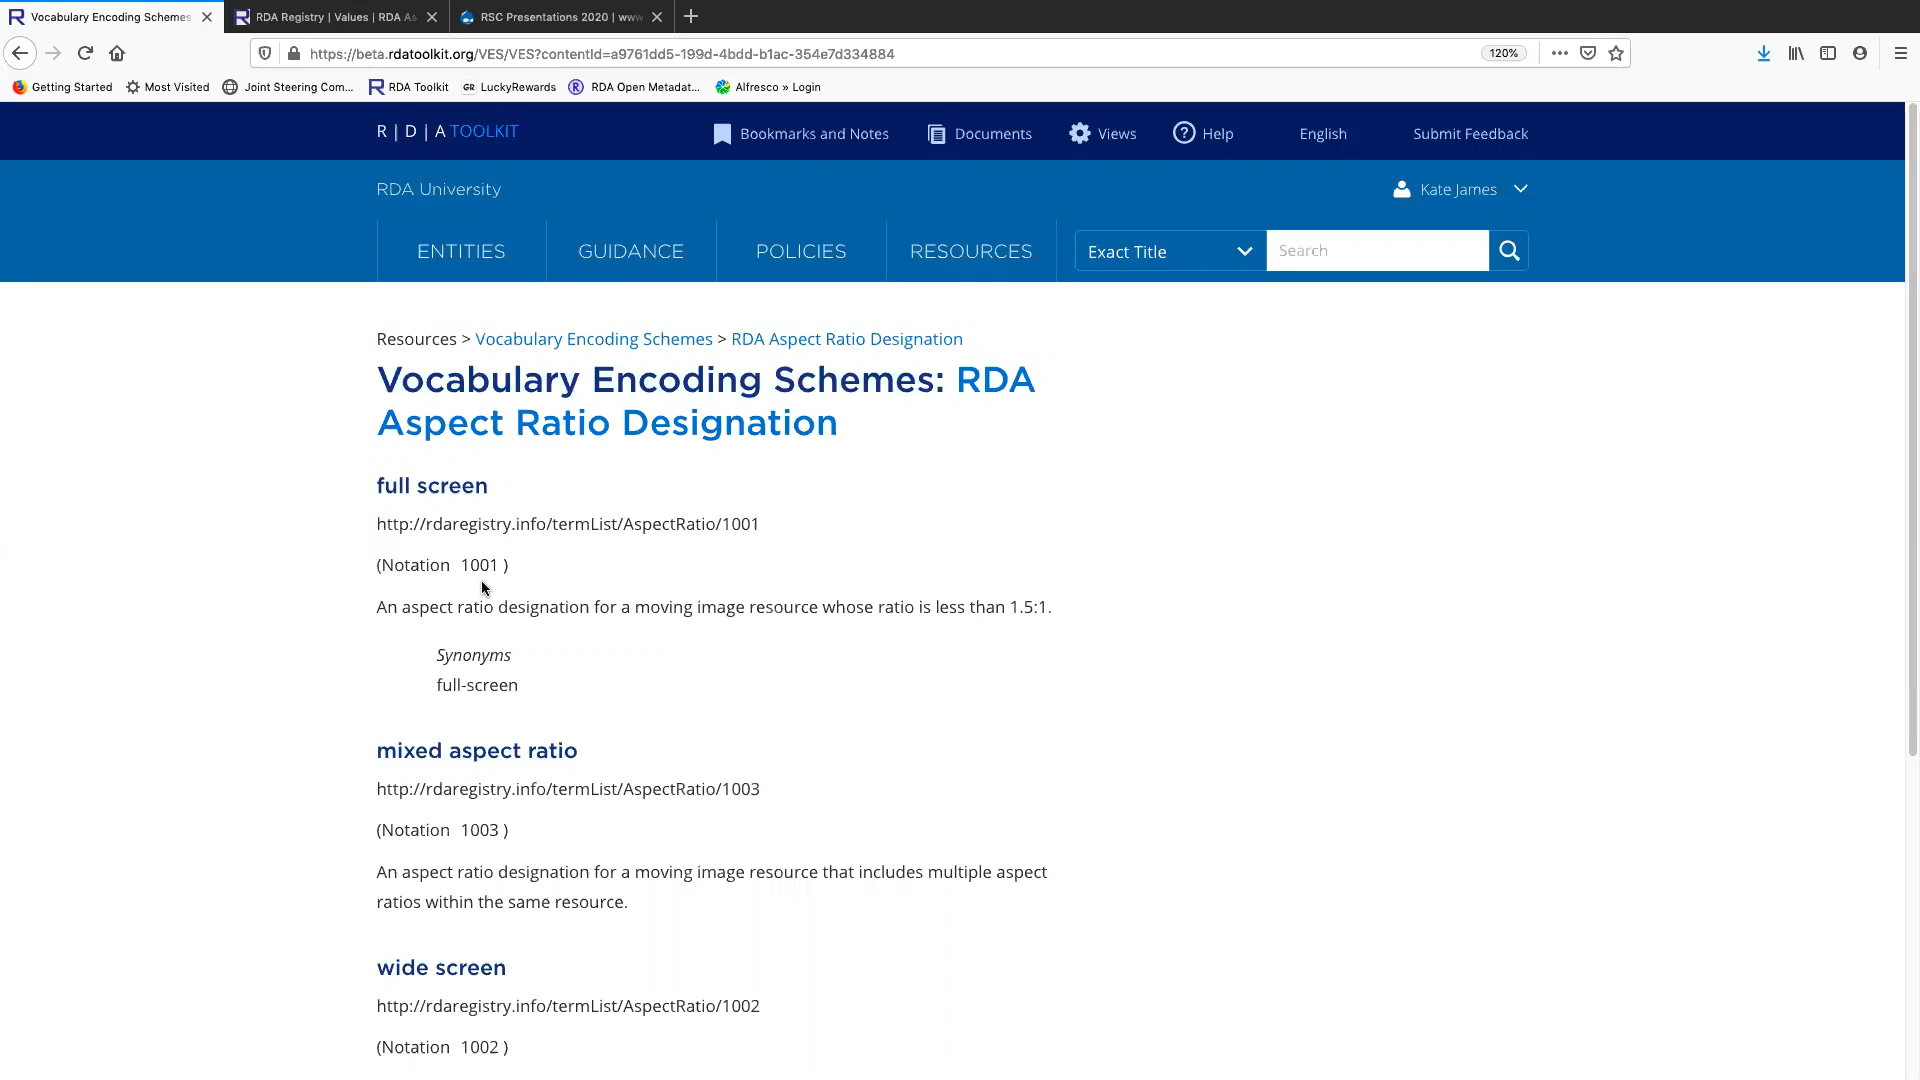 Vocabulary Encoding Schemes
RDA Registry | Values | RDA As
RSC Presentations 2020 | www
https://beta.rdatoolkit.org/VES/VES?contentId=a9761dd5-199d-4bdd-b1ac-354e7d334884
120%
Getting Started
Most Visited
Joint Steering Com...
RDA Toolkit
GR LuckyRewards
RDA Open Metadat...
Alfresco » Login
R | D | A TOOLKIT
Bookmarks and Notes
Documents
Views
Help
English
Submit Feedback
RDA University
Kate James
ENTITIES
GUIDANCE
POLICIES
RESOURCES
Exact Title
Search
Resources > Vocabulary Encoding Schemes > RDA Aspect Ratio Designation
Vocabulary Encoding Schemes: RDA
Aspect Ratio Designation
full screen
http://rdaregistry.info/termList/AspectRatio/1001
(Notation 1001 )
An aspect ratio designation for a moving image resource whose ratio is less than 1.5:1.
Synonyms
full-screen
mixed aspect ratio
http://rdaregistry.info/termList/AspectRatio/1003
(Notation 1003 )
An aspect ratio designation for a moving image resource that includes multiple aspect
ratios within the same resource.
wide screen
http://rdaregistry.info/termList/AspectRatio/1002
(Notation 1002 )